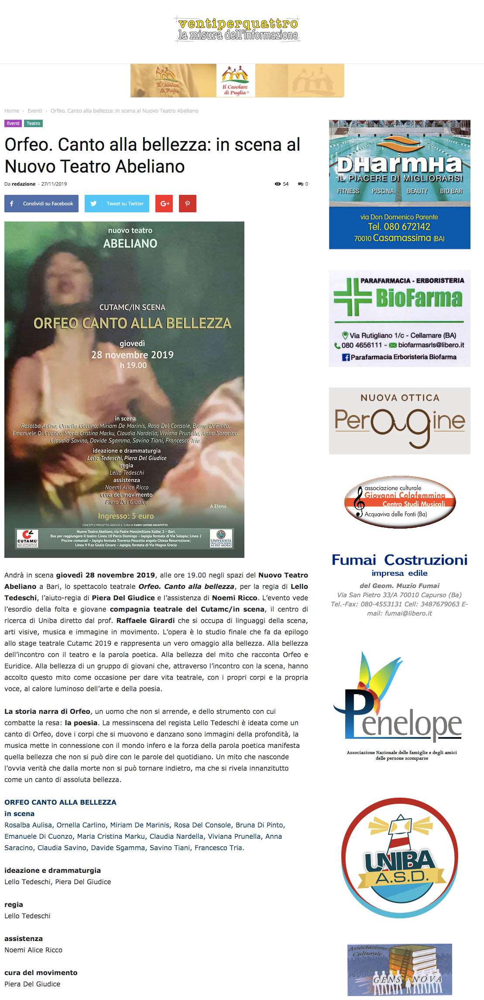 ventiperquattro
la misura dell'informazione
Il Casolare
di Puglia
Il Casolare
di Puglia®
Home › Eventi › Orfeo. Canto alla bellezza: in scena al Nuovo Teatro Abeliano
Eventi Teatro
Orfeo. Canto alla bellezza: in scena al
Nuovo Teatro Abeliano
Da redazione - 27/11/2019 54 0
Condividi su Facebook Tweet su Twitter G+
nuovo teatro
ABELIANO
CUTAMC/IN SCENA
ORFEO CANTO ALLA BELLEZZA
giovedì
28 novembre 2019
h 19.00
in scena
Rosalba Aulisa, Ornella Carlino, Miriam De Marinis, Rosa Del Console, Bruna Di Pinto,
Emanuele Di Cuonzo, Maria Cristina Marku, Claudia Nardella, Viviana Prunella, Anna Saracino,
Claudia Savino, Davide Sgamma, Savino Tiani, Francesco Tria
ideazione e drammaturgia
Lello Tedeschi, Piera Del Giudice
regia
Lello Tedeschi
assistenza
Noemi Alice Ricco
cura del movimento
Piera Del Giudice
A Elena
Ingresso: 5 euro
CONCEPT E PROGETTO GRAFICO A CURA DI FANNY CAVONE ARCHITETTO
Nuovo Teatro Abeliano, via Padre Massimiliano Kolbe, 3 – Bari.
Bus per raggiungere il teatro: Linea 10 Parco Domingo – Japigia fermata di Via Salapia; Linea 2
Piscine comunali – Japigia fermata Traversa Peucetia angolo Chiesa Resurrezione;
Linea 9 P.za Giulio Cesare – Japigia, fermata di Via Magna Grecia
CUTAMC
UNIVERSITÀ
DEGLI STUDI DI BARI
ALDO MORO
Andrà in scena giovedì 28 novembre 2019, alle ore 19.00 negli spazi del Nuovo Teatro
Abeliano a Bari, lo spettacolo teatrale Orfeo. Canto alla bellezza, per la regia di Lello
Tedeschi, l'aiuto-regia di Piera Del Giudice e l'assistenza di Noemi Ricco. L'evento vede
l'esordio della folta e giovane compagnia teatrale del Cutamc/in scena, il centro di
ricerca di Uniba diretto dal prof. Raffaele Girardi che si occupa di linguaggi della scena,
arti visive, musica e immagine in movimento. L'opera è lo studio finale che fa da epilogo
allo stage teatrale Cutamc 2019 e rappresenta un vero omaggio alla bellezza. Alla bellezza
dell'incontro con il teatro e la parola poetica. Alla bellezza del mito che racconta Orfeo e
Euridice. Alla bellezza di un gruppo di giovani che, attraverso l'incontro con la scena, hanno
accolto questo mito come occasione per dare vita teatrale, con i propri corpi e la propria
voce, al calore luminoso dell'arte e della poesia.
La storia narra di Orfeo, un uomo che non si arrende, e dello strumento con cui
combatte la resa: la poesia. La messinscena del regista Lello Tedeschi è ideata come un
canto di Orfeo, dove i corpi che si muovono e danzano sono immagini della profondità, la
musica mette in connessione con il mondo infero e la forza della parola poetica manifesta
quella bellezza che non si può dire con le parole del quotidiano. Un mito che nasconde
l'ovvia verità che dalla morte non si può tornare indietro, ma che si rivela innanzitutto
come un canto di assoluta bellezza.
ORFEO CANTO ALLA BELLEZZA
in scena
Rosalba Aulisa, Ornella Carlino, Miriam De Marinis, Rosa Del Console, Bruna Di Pinto,
Emanuele Di Cuonzo, Maria Cristina Marku, Claudia Nardella, Viviana Prunella, Anna
Saracino, Claudia Savino, Davide Sgamma, Savino Tiani, Francesco Tria.
ideazione e drammaturgia
Lello Tedeschi, Piera Del Giudice
regia
Lello Tedeschi
assistenza
Noemi Alice Ricco
cura del movimento
Piera Del Giudice
DHarmHa
IL PIACERE DI MIGLIORARSI
FITNESS PISCINA BEAUTY BIO BAR
via Don Domenico Parente
Tel. 080 672142
70010 Casamassima (BA)
PARAFARMACIA - ERBORISTERIA
BioFarma
Via Rutigliano 1/c - Cellamare (BA)
080 4656111 - biofarmasrls@libero.it
Parafarmacia Erboristeria Biofarma
NUOVA OTTICA
Peragine
associazione culturale
Giovanni Colafemmina
Centro Studi Musicali
Acquaviva delle Fonti (Ba)
Fumai Costruzioni
impresa edile
del Geom. Muzio Fumai
Via San Pietro 33/A 70010 Capurso (Ba)
Tel.-Fax: 080-4553131 Cell: 3487679063 E-
mail: fumai@libero.it
Penelope
Associazione Nazionale delle famiglie e degli amici
delle persone scomparse
UNIBA
A.S.D.
Associazione
Culturale
GENS NOVA